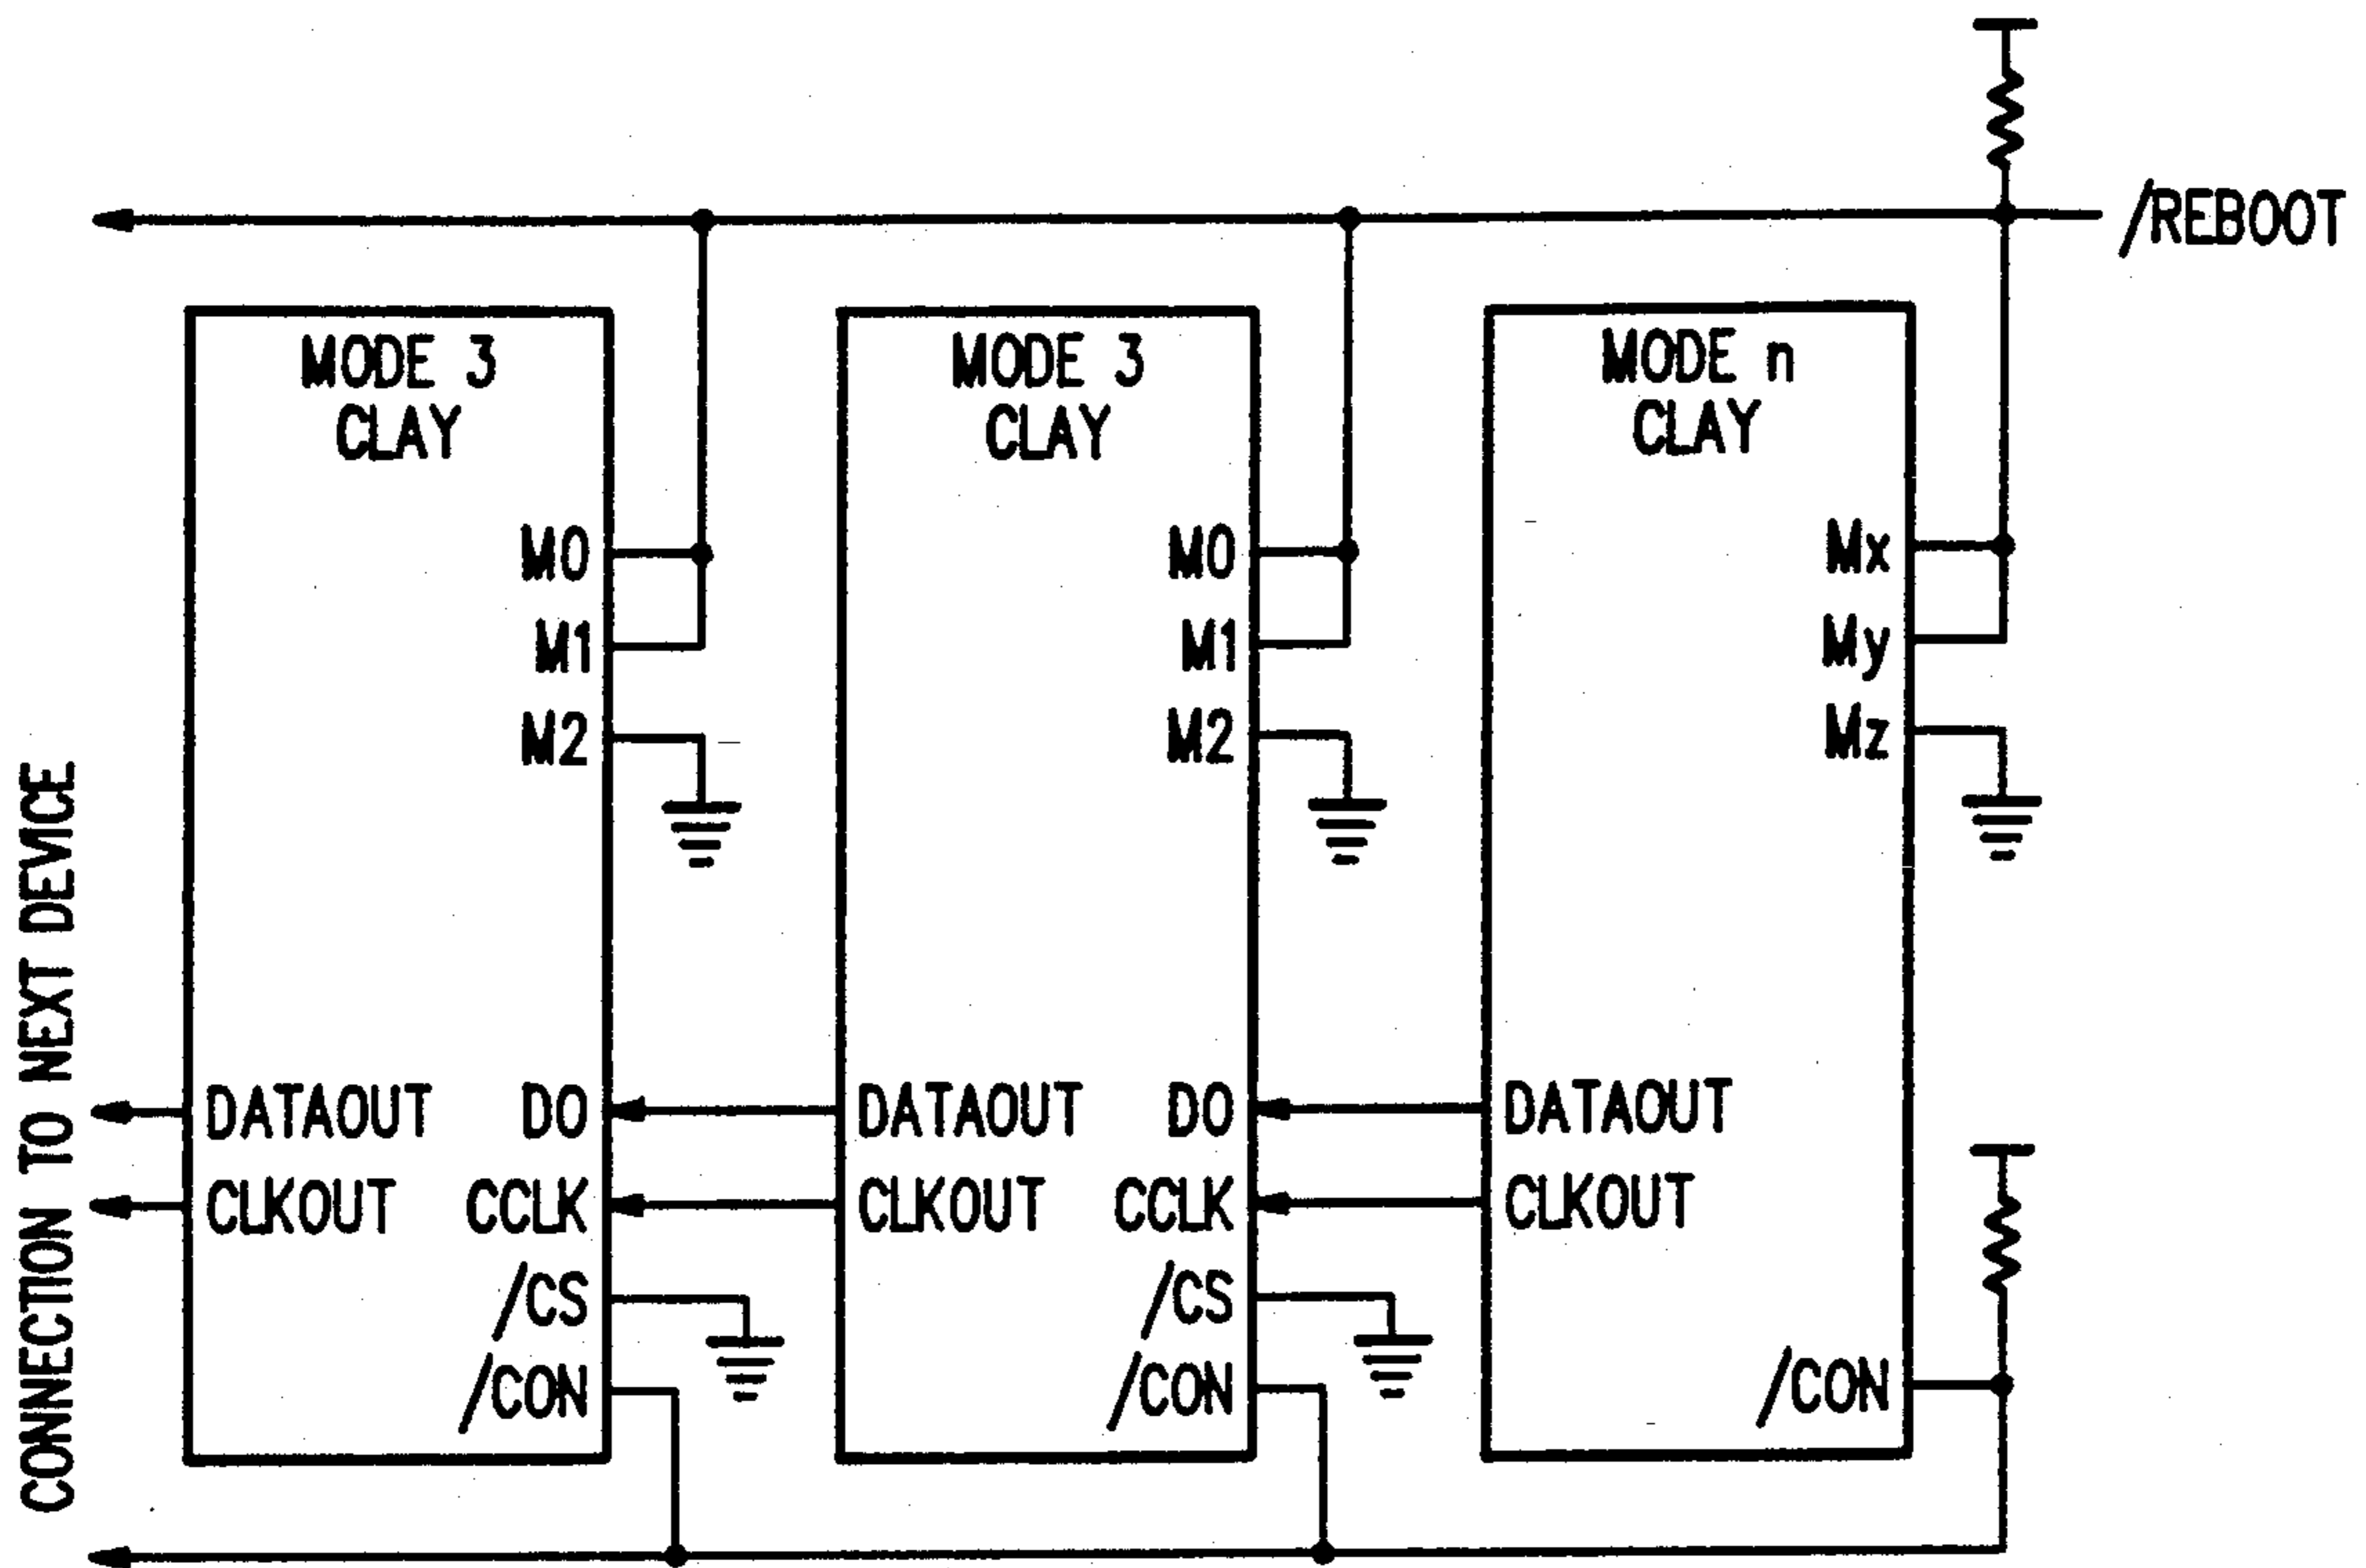 /REBOOT
MODE 3
CLAY
M0
M1
M2
DATAOUT
DO
CLKOUT
CCLK
/CS
/CON
MODE 3
CLAY
M0
M1
M2
DATAOUT
DO
CLKOUT
CCLK
/CS
/CON
MODE n
CLAY
Mx
My
Mz
DATAOUT
CLKOUT
/CON
CONNECTION TO NEXT DEVICE